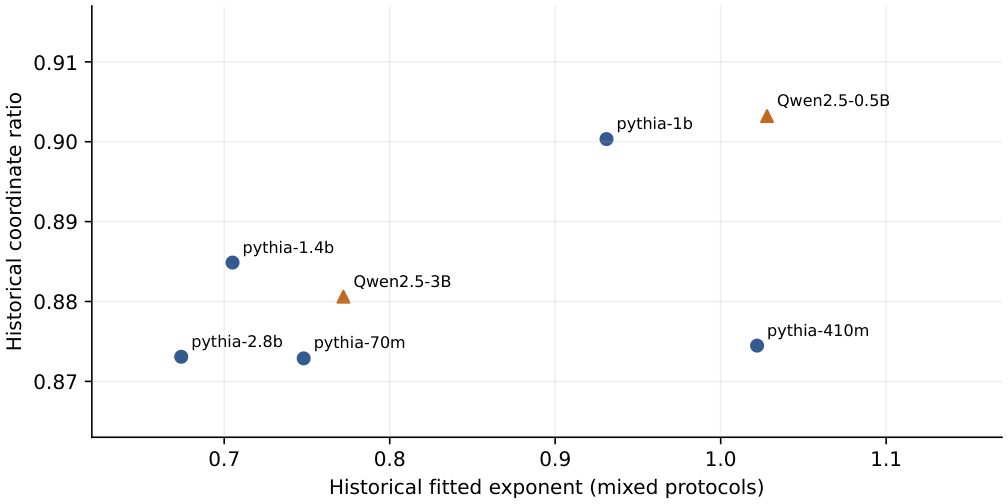 Historical coordinate ratio
0.91
0.90
0.89
0.88
0.87
Qwen2.5-0.5B
pythia-1b
pythia-1.4b
Qwen2.5-3B
pythia-2.8b
pythia-70m
pythia-410m
0.7
0.8
0.9
1.0
1.1
Historical fitted exponent (mixed protocols)